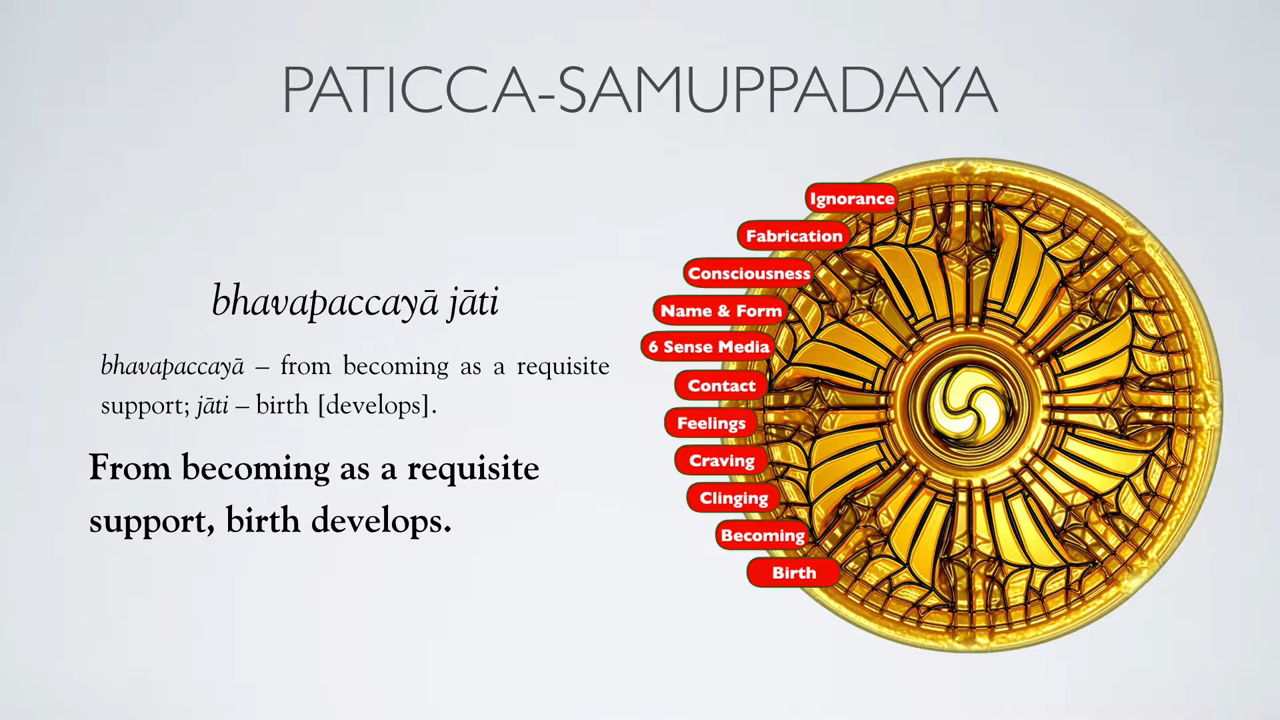 PATICCA-SAMUPPADAYA
bhavapaccayā jāti
bhavapaccayā – from becoming as a requisite
support; jāti – birth [develops].
From becoming as a requisite
support, birth develops.
Ignorance
Fabrication
Consciousness
Name & Form
6 Sense Media
Contact
Feelings
Craving
Clinging
Becoming
Birth